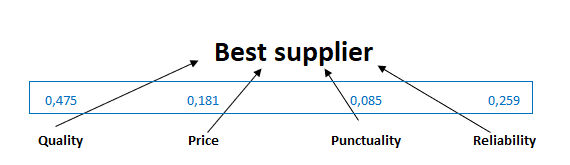 Best supplier
0,475 0,181 0,085 0,259
Quality Price Punctuality Reliability